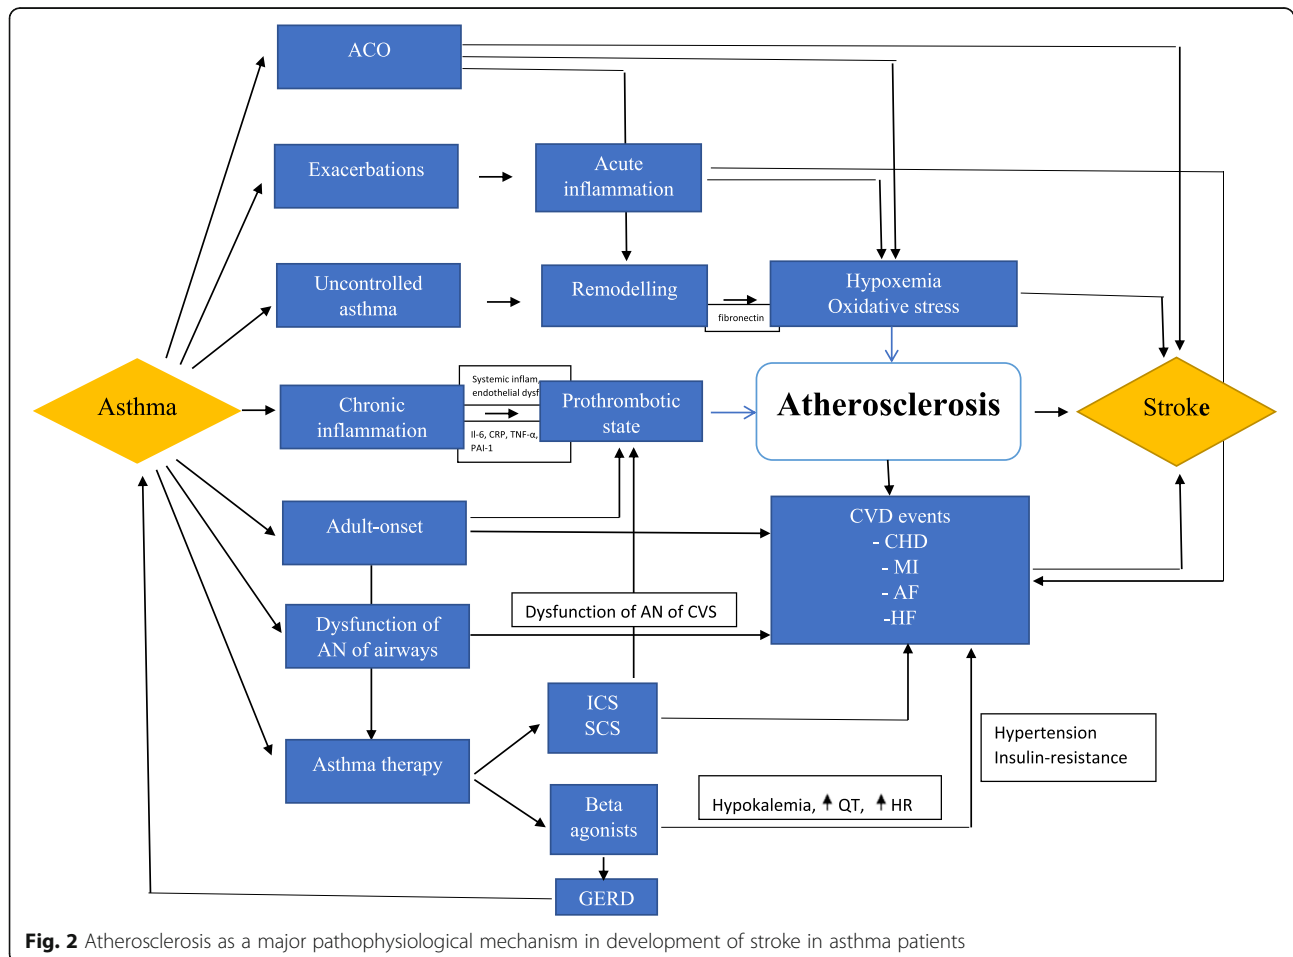 ACO
Exacerbations
Acute
inflammation
Uncontrolled
asthma
Remodelling
fibronectin
Hypoxemia
Oxidative stress
Asthma
Chronic
inflammation
Systemic inflam,
endothelial dysf
Il-6, CRP, TNF-α,
PAI-1
Prothrombotic
state
Atherosclerosis
Stroke
Adult-onset
CVD events
- CHD
- MI
- AF
-HF
Dysfunction of
AN of airways
Dysfunction of AN of CVS
ICS
SCS
Asthma therapy
Hypertension
Insulin-resistance
Beta
agonists
Hypokalemia, ↑ QT, ↑ HR
GERD
Fig. 2 Atherosclerosis as a major pathophysiological mechanism in development of stroke in asthma patients